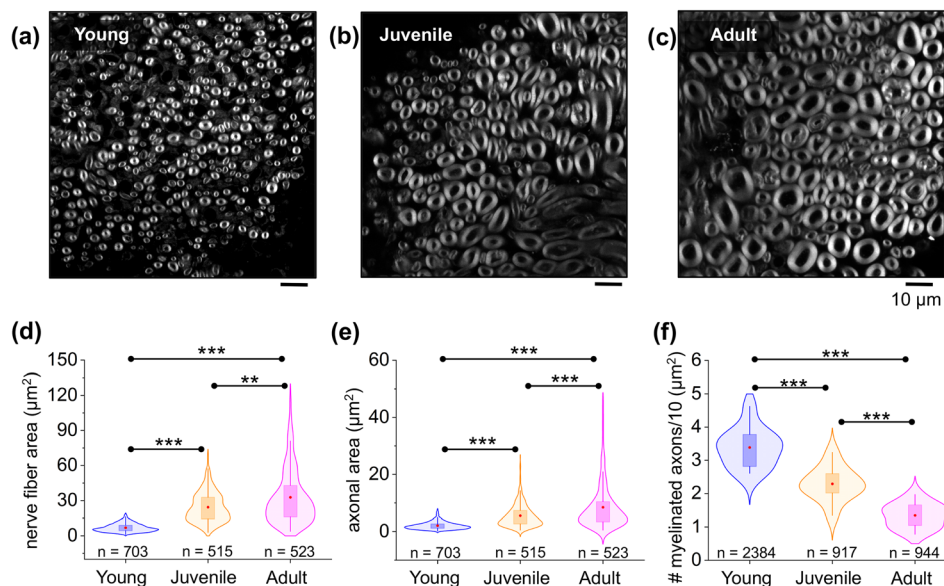 (a) Young
(b) Juvenile
(c) Adult
10 µm
(d)
150
120
90
60
30
0
nerve fiber area (µm²)
***
**
***
n = 703
n = 515
n = 523
Young
Juvenile
Adult
(e)
60
40
20
0
axonal area (µm²)
***
***
***
n = 703
n = 515
n = 523
Young
Juvenile
Adult
(f)
6
5
4
3
2
1
0
# myelinated axons/10 (µm²)
***
***
***
n = 2384
n = 917
n = 944
Young
Juvenile
Adult